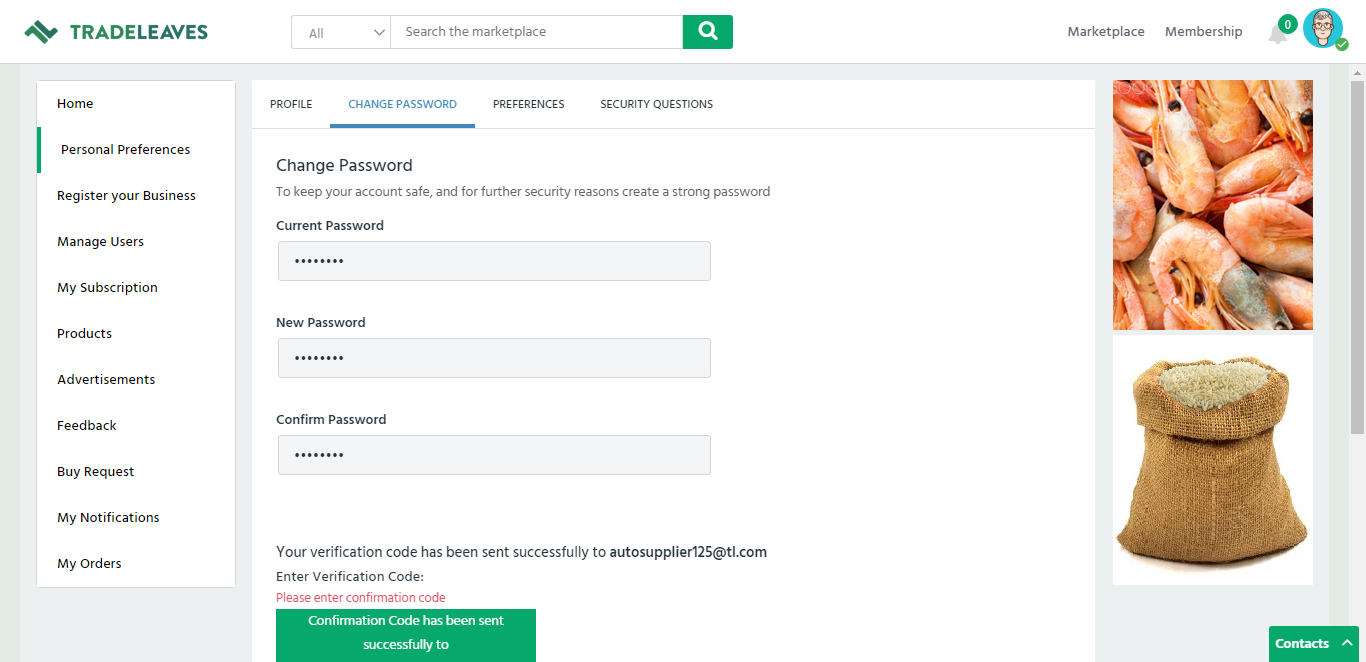 TRADELEAVES
All
Search the marketplace
Marketplace
Membership
0
Home
Personal Preferences
Register your Business
Manage Users
My Subscription
Products
Advertisements
Feedback
Buy Request
My Notifications
My Orders
PROFILE
CHANGE PASSWORD
PREFERENCES
SECURITY QUESTIONS
Change Password
To keep your account safe, and for further security reasons create a strong password
Current Password
••••••••
New Password
••••••••
Confirm Password
••••••••
Your verification code has been sent successfully to autosupplier125@tl.com
Enter Verification Code:
Please enter confirmation code
Confirmation Code has been sent
successfully to
Contacts